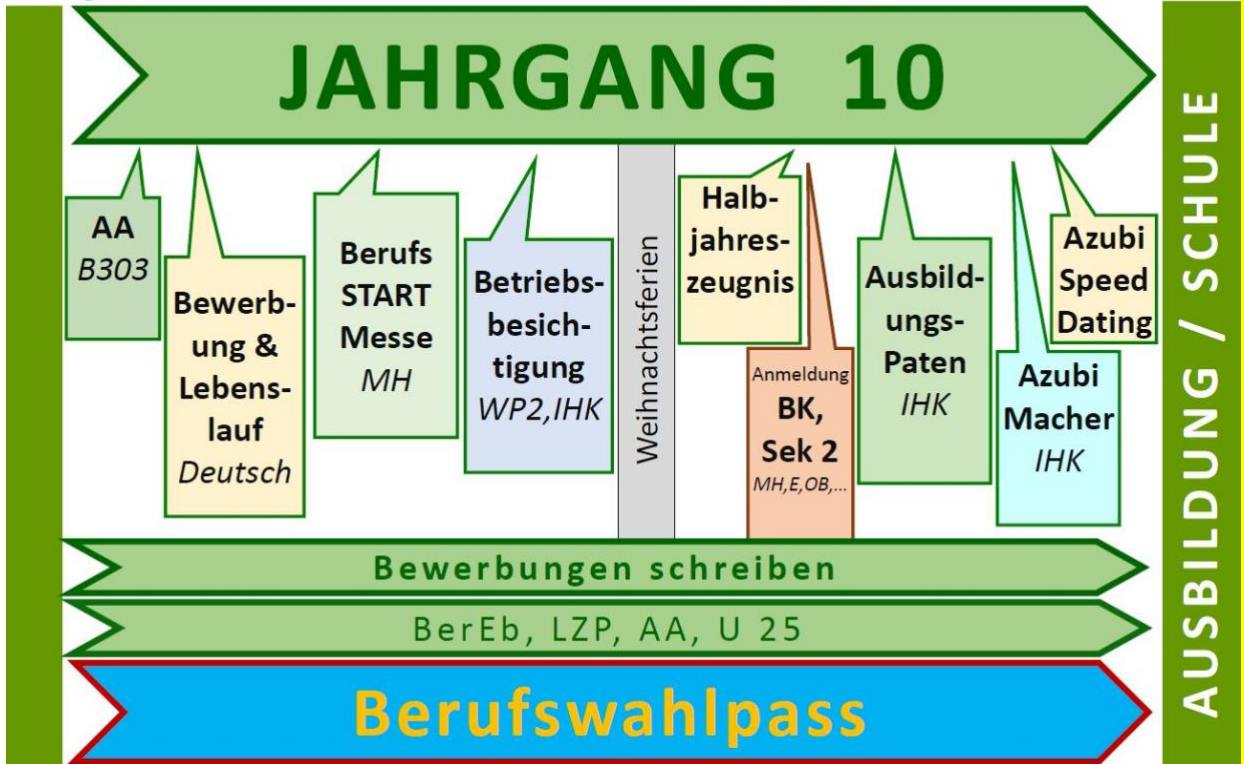 JAHRGANG 10
AA
B303
Bewerb-
ung &
Lebens-
lauf
Deutsch
Berufs
START
Messe
MH
Betriebs-
besich-
tigung
WP2,IHK
Weihnachtsferien
Halb-
jahres-
zeugnis
Anmeldung
BK,
Sek 2
MH,E,OB,...
Ausbild-
ungs-
Paten
IHK
Azubi
Macher
IHK
Azubi
Speed
Dating
Bewerbungen schreiben
BerEb, LZP, AA, U 25
Berufswahlpass
AUSBILDUNG / SCHULE